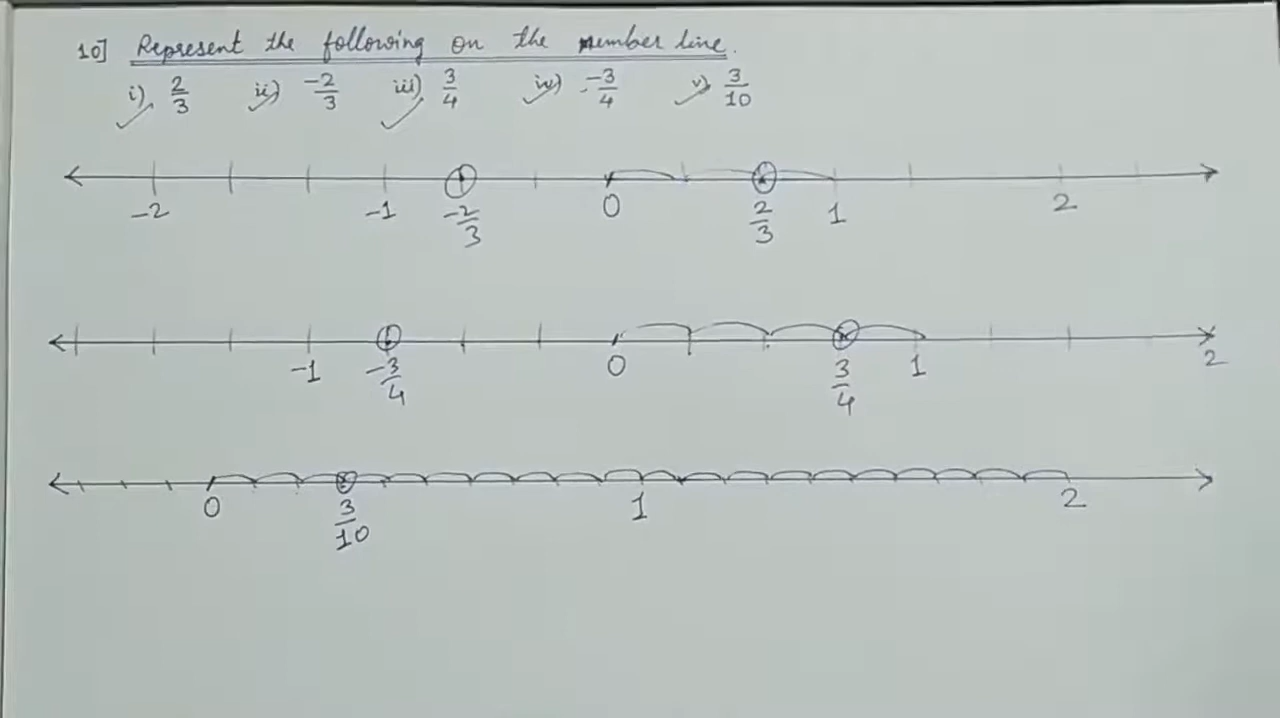 10] Represent the following on the number line.
i) 2/3 ii) -2/3 iii) 3/4 iv) -3/4 v) 3/10
-2 -1 -2/3 0 2/3 1 2
-1 -3/4 0 3/4 1 2
0 3/10 1 2